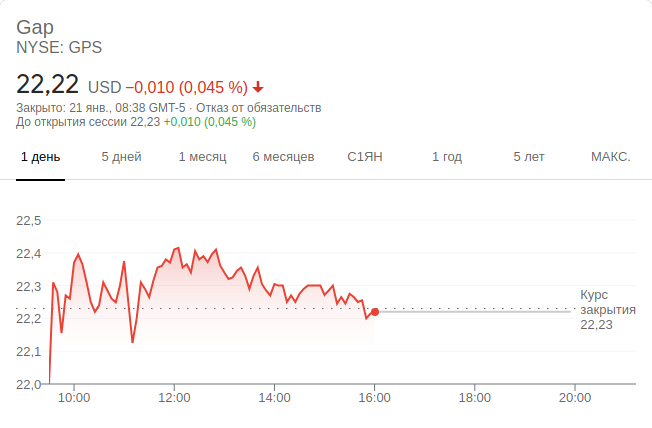 Gap
NYSE: GPS
22,22 USD −0,010 (0,045 %)
Закрыто: 21 янв., 08:38 GMT-5 · Отказ от обязательств
До открытия сессии 22,23 +0,010 (0,045 %)
1 день 5 дней 1 месяц 6 месяцев С1ЯН 1 год 5 лет МАКС.
22,5
22,4
22,3
22,2
22,1
22,0
Курс
закрытия
22,23
10:00 12:00 14:00 16:00 18:00 20:00